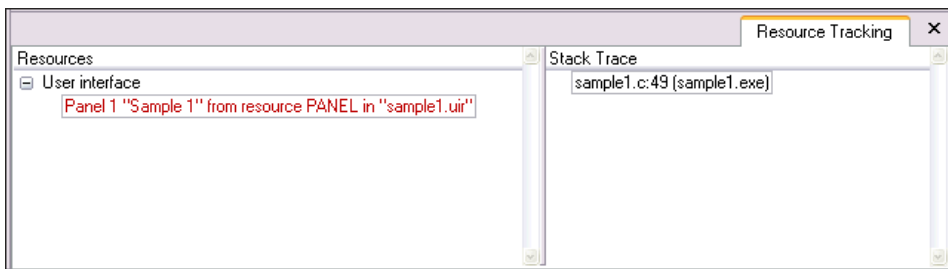 Resource Tracking
Resources
Stack Trace
User interface
sample1.c:49 (sample1.exe)
Panel 1 "Sample 1" from resource PANEL in "sample1.uir"